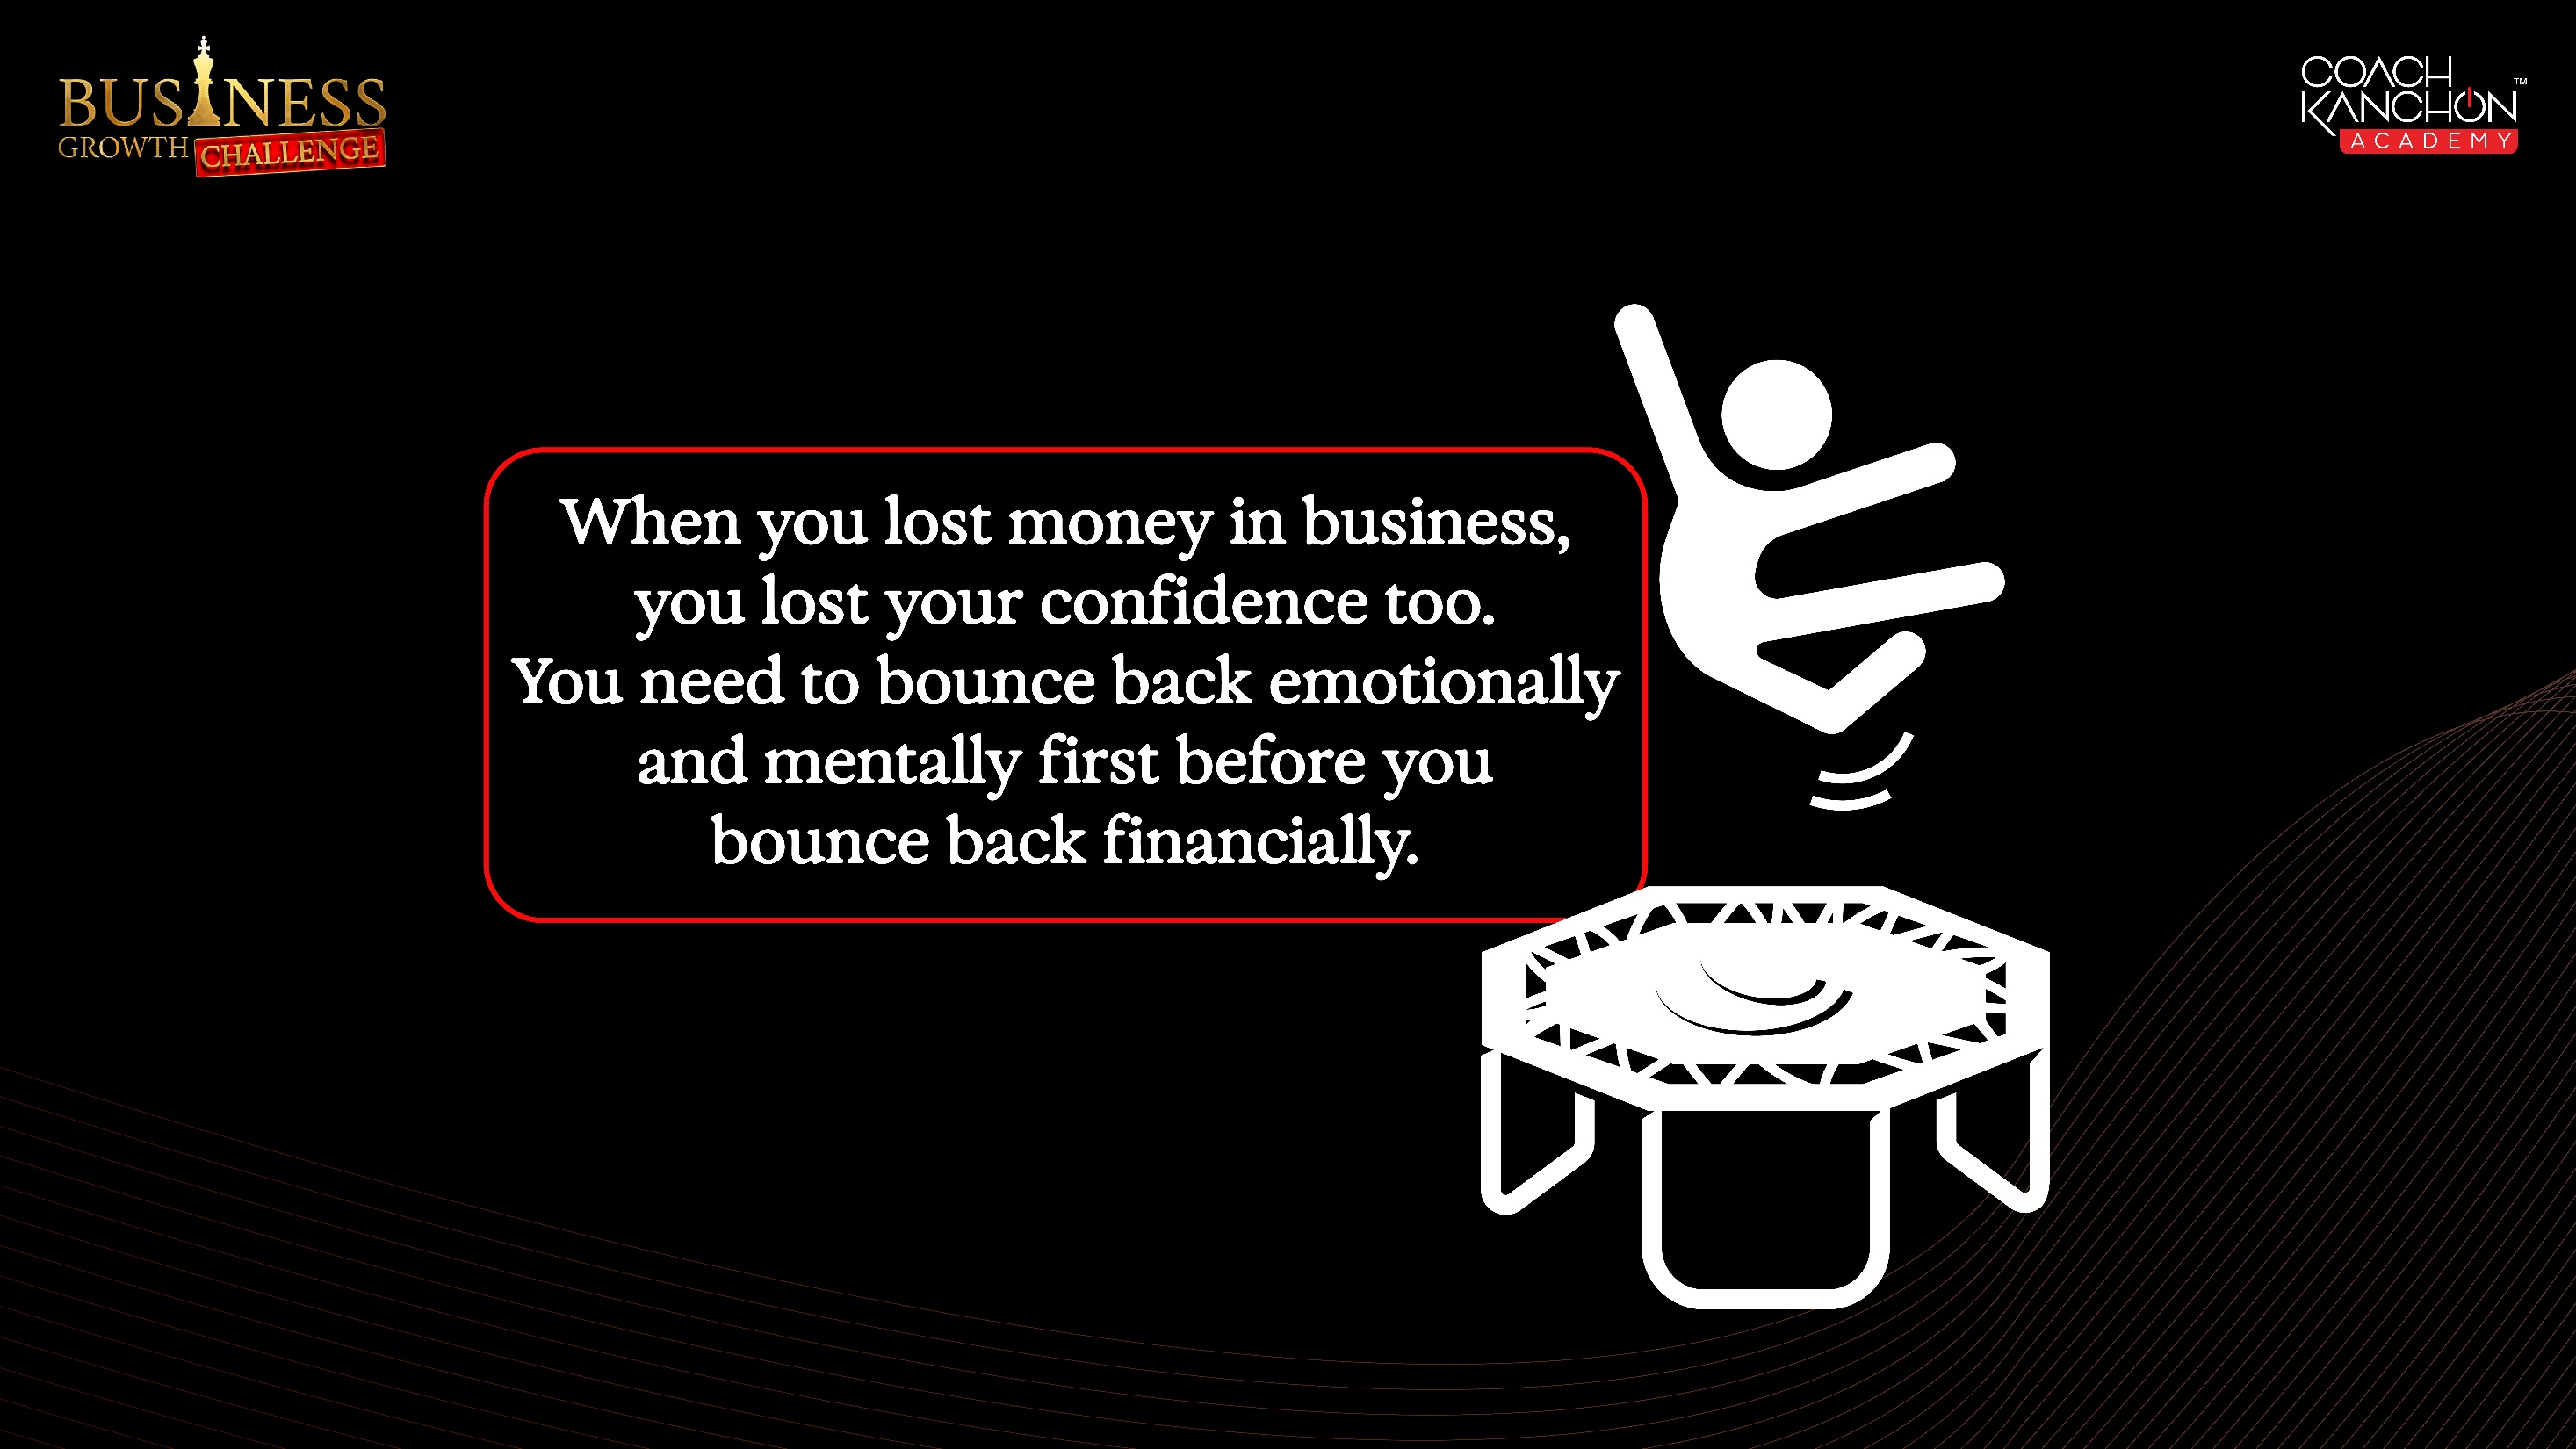 BUSINESS
GROWTH CHALLENGE
COACH
KANCHON
ACADEMY
TM
When you lost money in business,
you lost your confidence too.
You need to bounce back emotionally
and mentally first before you
bounce back financially.